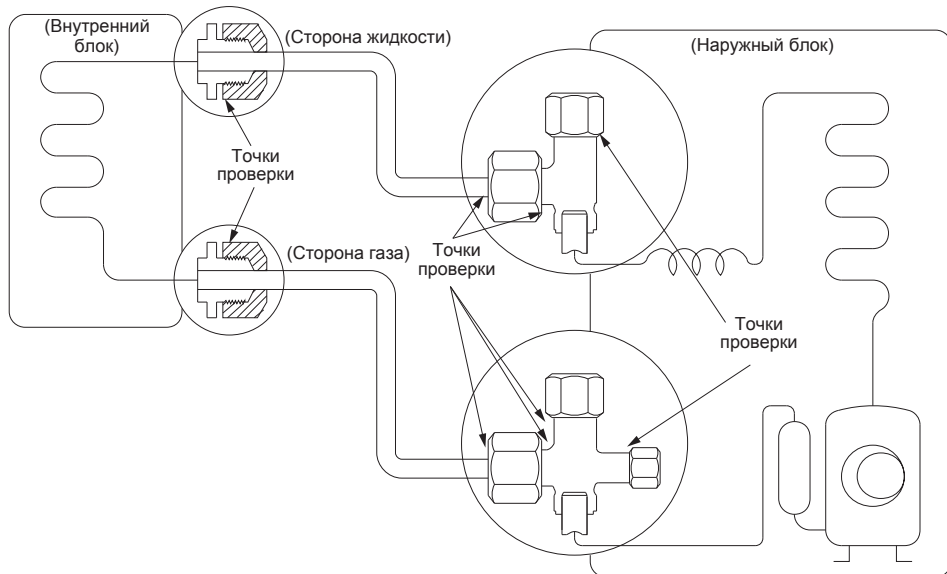 (Внутренний
блок)
(Сторона жидкости)
(Наружный блок)
Точки
проверки
(Сторона газа)
Точки
проверки
Точки
проверки